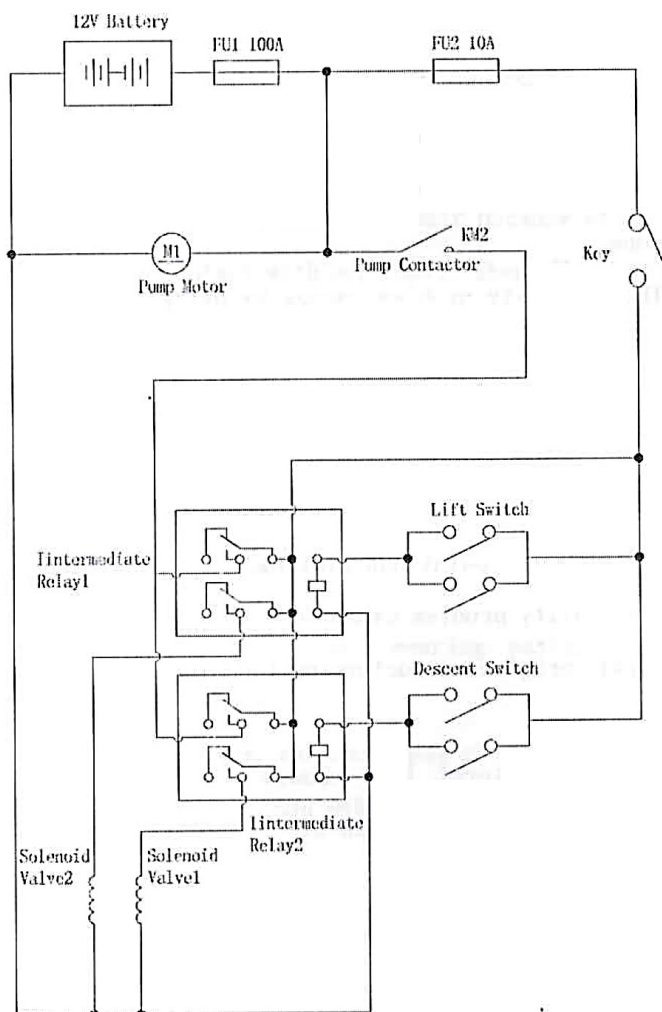 12V Battery
FU1 100A
FU2 10A
M1
KM2
Pump Contactor
Key
Pump Motor
Lift Switch
Iintermediate
Relay1
Descent Switch
Iintermediate
Relay2
Solenoid
Valve2
Solenoid
Valve1